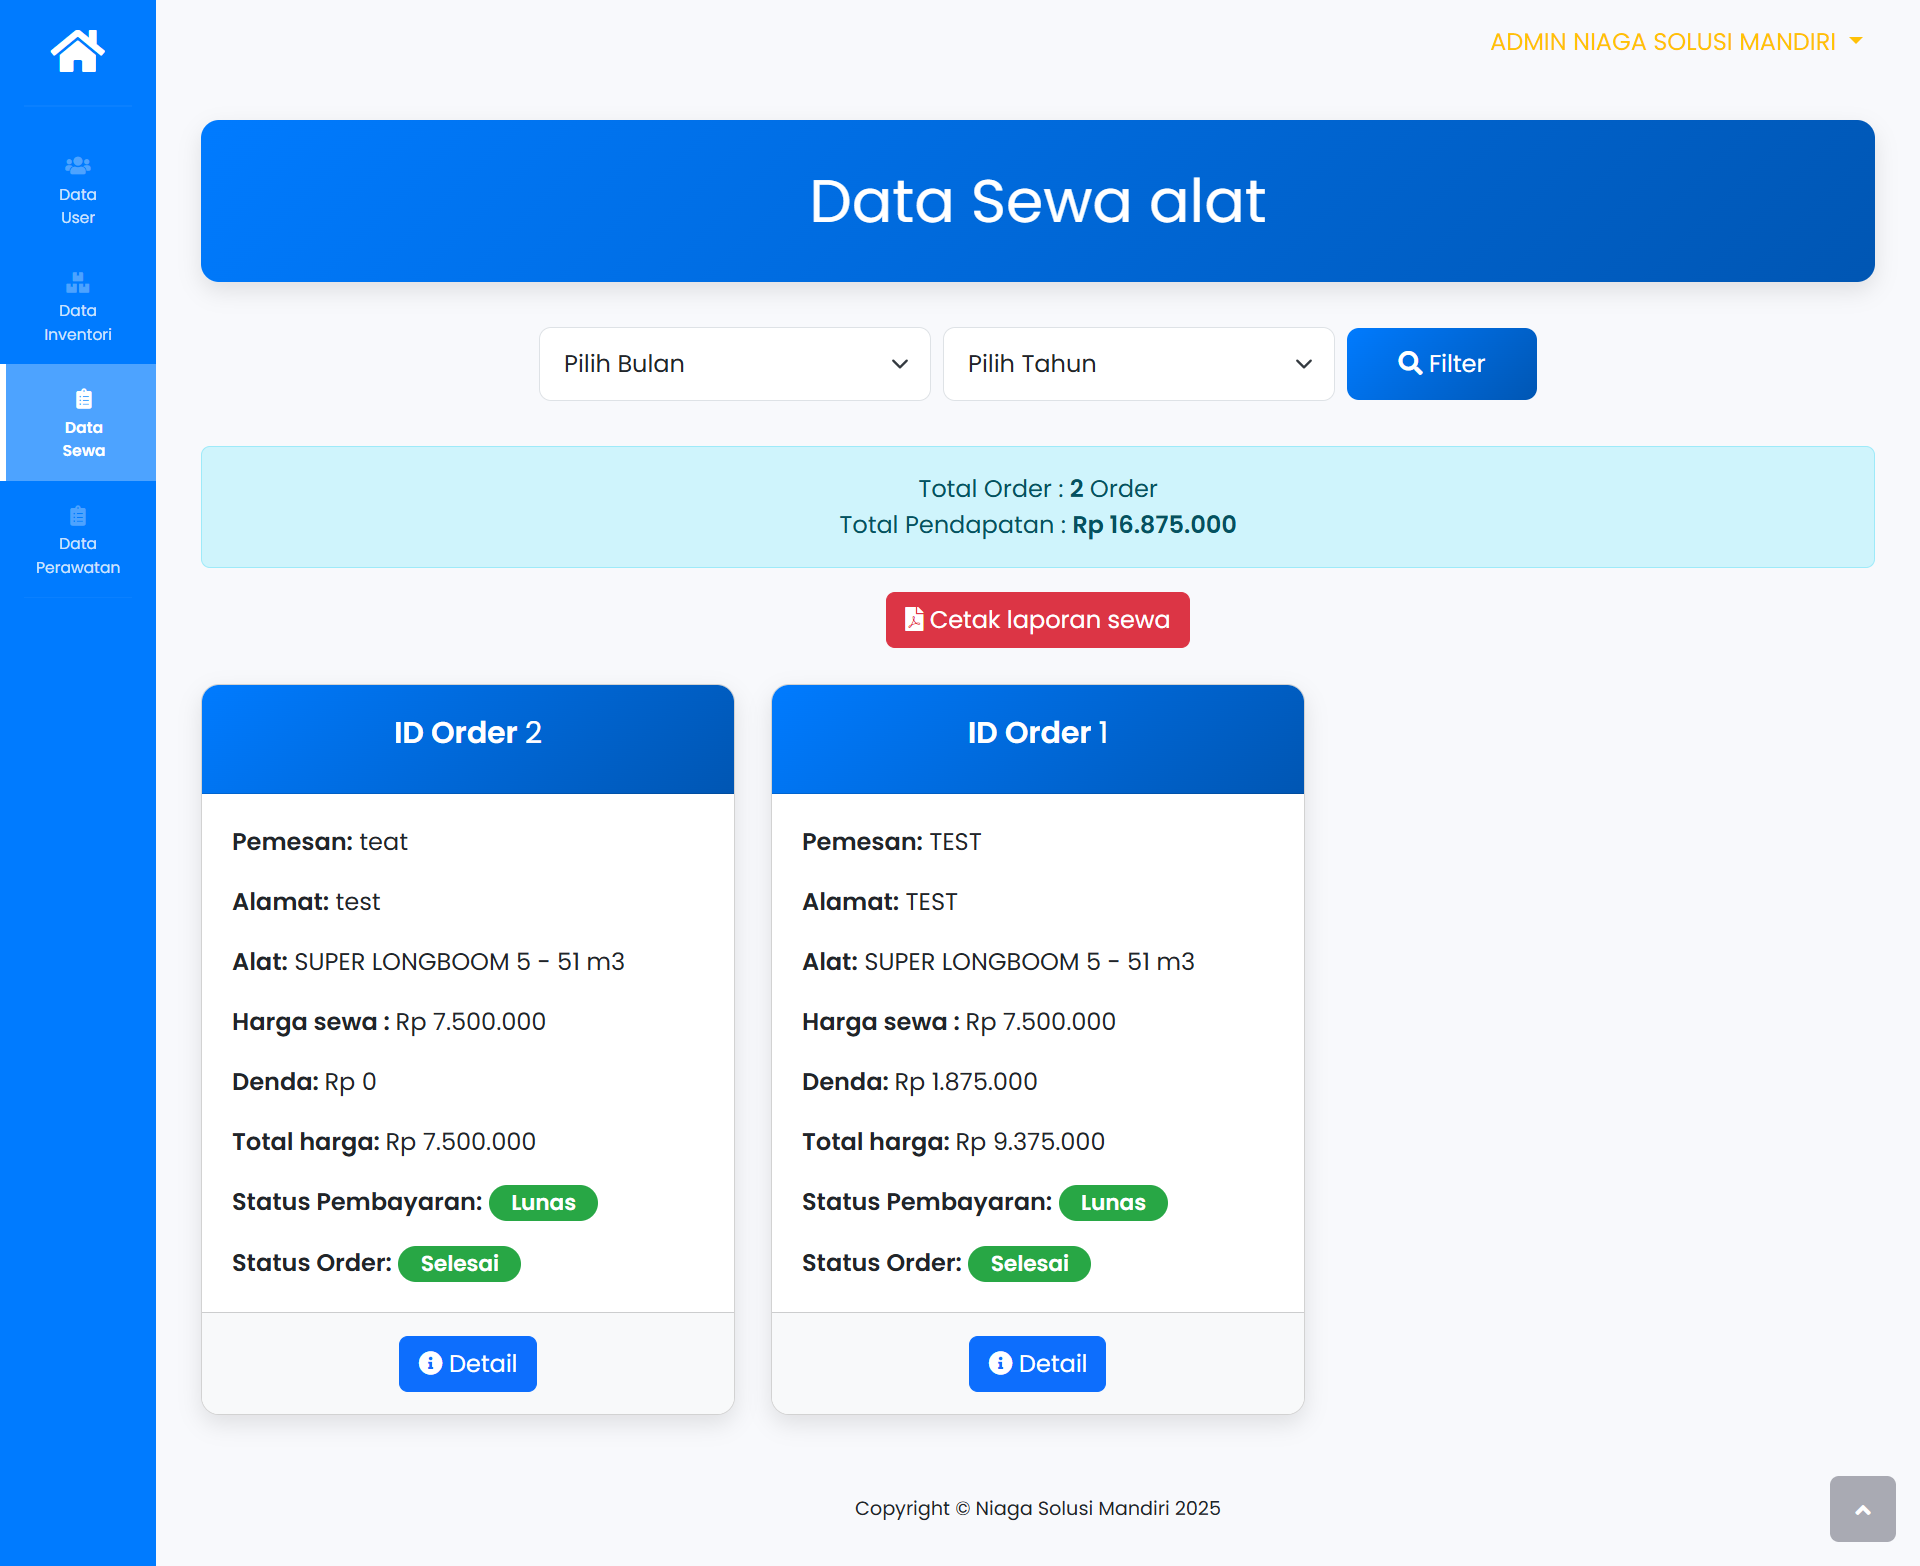 ADMIN NIAGA SOLUSI MANDIRI
Data
User
Data
Inventori
Data
Sewa
Data
Perawatan
Data Sewa alat
Pilih Bulan
Pilih Tahun
Filter
Total Order : 2 Order
Total Pendapatan : Rp 16.875.000
Cetak laporan sewa
ID Order 2
Pemesan: teat
Alamat: test
Alat: SUPER LONGBOOM 5 - 51 m3
Harga sewa : Rp 7.500.000
Denda: Rp 0
Total harga: Rp 7.500.000
Status Pembayaran: Lunas
Status Order: Selesai
Detail
ID Order 1
Pemesan: TEST
Alamat: TEST
Alat: SUPER LONGBOOM 5 - 51 m3
Harga sewa : Rp 7.500.000
Denda: Rp 1.875.000
Total harga: Rp 9.375.000
Status Pembayaran: Lunas
Status Order: Selesai
Detail
Copyright © Niaga Solusi Mandiri 2025